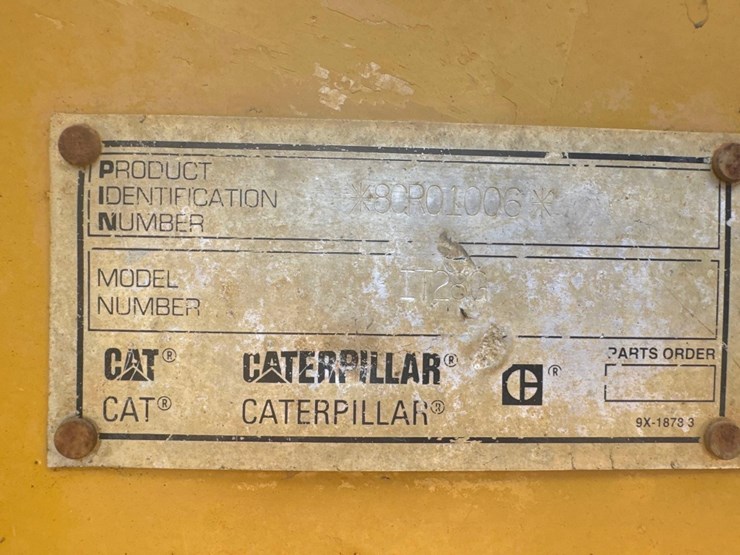 PRODUCT
IDENTIFICATION
NUMBER
*8CR01006*
MODEL
NUMBER
CAT® CATERPILLAR® ®
CAT® CATERPILLAR®
PARTS ORDER
9X-1873 3